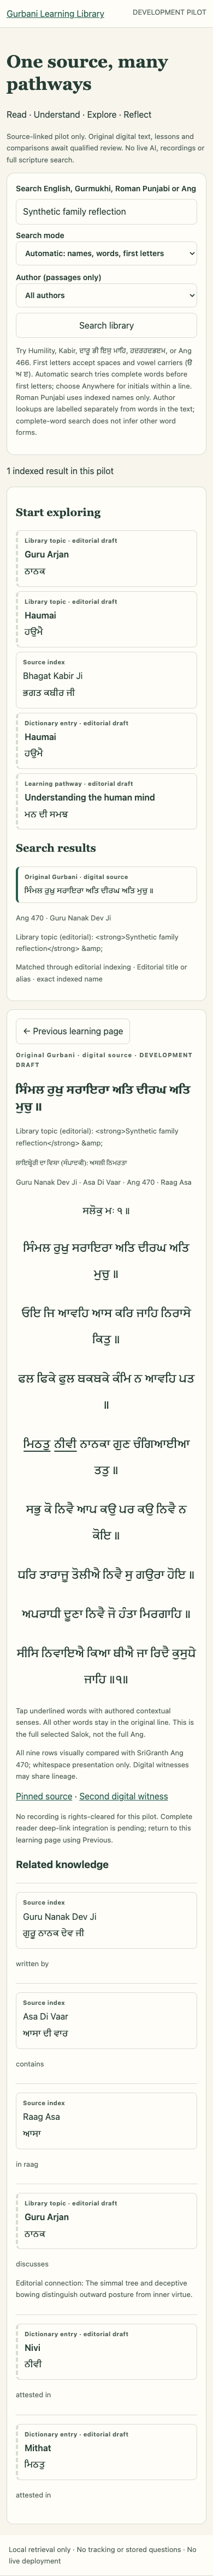 Gurbani Learning Library
DEVELOPMENT PILOT
One source, many
pathways
Read · Understand · Explore · Reflect
Source-linked pilot only. Original digital text, lessons and
comparisons await qualified review. No live AI, recordings or
full scripture search.
Search English, Gurmukhi, Roman Punjabi or Ang
Synthetic family reflection
Search mode
Automatic: names, words, first letters
Author (passages only)
All authors
Search library
Try Humility, Kabir, ਦਾਰੂ ਭੀ ਇਸੁ ਮਾਹਿ, ਹਦਰਹਦਭਇਮ, or Ang
466. First letters accept spaces and vowel carriers (ੳ
ਅ ੲ). Automatic search tries complete words before
first letters; choose Anywhere for initials within a line.
Roman Punjabi uses indexed names only. Author
lookups are labelled separately from words in the text;
complete-word search does not infer other word
forms.
1 indexed result in this pilot
Start exploring
Library topic · editorial draft
Guru Arjan
ਨਾਨਕ
Library topic · editorial draft
Haumai
ਹਉਮੈ
Source index
Bhagat Kabir Ji
ਭਗਤ ਕਬੀਰ ਜੀ
Dictionary entry · editorial draft
Haumai
ਹਉਮੈ
Learning pathway · editorial draft
Understanding the human mind
ਮਨ ਦੀ ਸਮਝ
Search results
Original Gurbani · digital source
ਸਿੰਮਲ ਰੁਖੁ ਸਰਾਇਰਾ ਅਤਿ ਦੀਰਘ ਅਤਿ ਮੁਚੁ ॥
Ang 470 · Guru Nanak Dev Ji
Library topic (editorial): &lt;strong&gt;Synthetic family
reflection&lt;/strong&gt; &amp;amp;
Matched through editorial indexing · Editorial title or
alias · exact indexed name
← Previous learning page
Original Gurbani · digital source · DEVELOPMENT
DRAFT
ਸਿੰਮਲ ਰੁਖੁ ਸਰਾਇਰਾ ਅਤਿ ਦੀਰਘ ਅਤਿ
ਮੁਚੁ ॥
Library topic (editorial): &lt;strong&gt;Synthetic family
reflection&lt;/strong&gt; &amp;amp;
ਲਾਇਬ੍ਰੇਰੀ ਦਾ ਵਿਸ਼ਾ (ਸੰਪਾਦਕੀ): ਅਸਲੀ ਨਿਮਰਤਾ
Guru Nanak Dev Ji · Asa Di Vaar · Ang 470 · Raag Asa
ਸਲੋਕੁ ਮਃ ੧ ॥
ਸਿੰਮਲ ਰੁਖੁ ਸਰਾਇਰਾ ਅਤਿ ਦੀਰਘ ਅਤਿ
ਮੁਚੁ ॥
ਓਇ ਜਿ ਆਵਹਿ ਆਸ ਕਰਿ ਜਾਹਿ ਨਿਰਾਸੇ
ਕਿਤੁ ॥
ਫਲ ਫਿਕੇ ਫੁਲ ਬਕਬਕੇ ਕੰਮਿ ਨ ਆਵਹਿ ਪਤ
॥
ਮਿਠਤੁ ਨੀਵੀ ਨਾਨਕਾ ਗੁਣ ਚੰਗਿਆਈਆ
ਤਤੁ ॥
ਸਭੁ ਕੋ ਨਿਵੈ ਆਪ ਕਉ ਪਰ ਕਉ ਨਿਵੈ ਨ
ਕੋਇ ॥
ਧਰਿ ਤਾਰਾਜੂ ਤੋਲੀਐ ਨਿਵੈ ਸੁ ਗਉਰਾ ਹੋਇ ॥
ਅਪਰਾਧੀ ਦੂਣਾ ਨਿਵੈ ਜੋ ਹੰਤਾ ਮਿਰਗਾਹਿ ॥
ਸੀਸਿ ਨਿਵਾਇਐ ਕਿਆ ਥੀਐ ਜਾ ਰਿਦੈ ਕੁਸੁਧੇ
ਜਾਹਿ ॥੧॥
Tap underlined words with authored contextual
senses. All other words stay in the original line. This is
the full selected Salok, not the full Ang.
All nine rows visually compared with SriGranth Ang
470; whitespace presentation only. Digital witnesses
may share lineage.
Pinned source · Second digital witness
No recording is rights-cleared for this pilot. Complete
reader deep-link integration is pending; return to this
learning page using Previous.
Related knowledge
Source index
Guru Nanak Dev Ji
ਗੁਰੂ ਨਾਨਕ ਦੇਵ ਜੀ
written by
Source index
Asa Di Vaar
ਆਸਾ ਦੀ ਵਾਰ
contains
Source index
Raag Asa
ਆਸਾ
in raag
Library topic · editorial draft
Guru Arjan
ਨਾਨਕ
discusses
Editorial connection: The simmal tree and deceptive
bowing distinguish outward posture from inner virtue.
Dictionary entry · editorial draft
Nivi
ਨੀਵੀ
attested in
Dictionary entry · editorial draft
Mithat
ਮਿਠਤੁ
attested in
Local retrieval only · No tracking or stored questions · No
live deployment